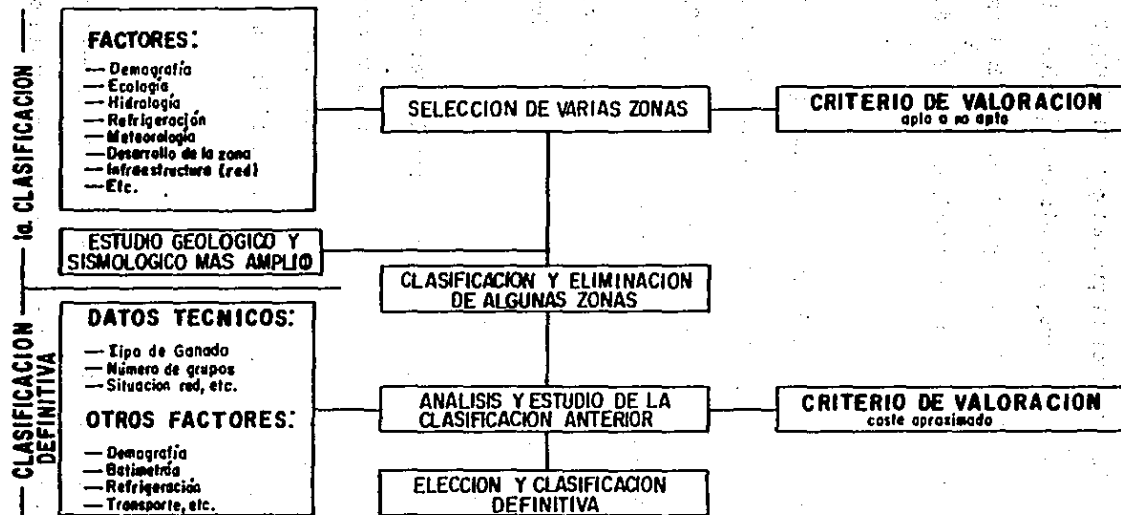 1a. CLASIFICACION
FACTORES:
— Demografía
— Ecología
— Hidrología
— Refrigeración
— Meteorología
— Desarrollo de la zona
— Infraestructura (red)
— Etc.
SELECCION DE VARIAS ZONAS
CRITERIO DE VALORACION
apto o no apto
ESTUDIO GEOLOGICO Y
SISMOLOGICO MAS AMPLIO
CLASIFICACION Y ELIMINACION
DE ALGUNAS ZONAS
CLASIFICACION
DEFINITIVA
DATOS TECNICOS:
— Tipo de Ganado
— Número de grupos
— Situacion red, etc.
OTROS FACTORES:
— Demografía
— Batimetría
— Refrigeración
— Transporte, etc.
ANALISIS Y ESTUDIO DE LA
CLASIFICACION ANTERIOR
CRITERIO DE VALORACION
coste aproximado
ELECCION Y CLASIFICACION
DEFINITIVA